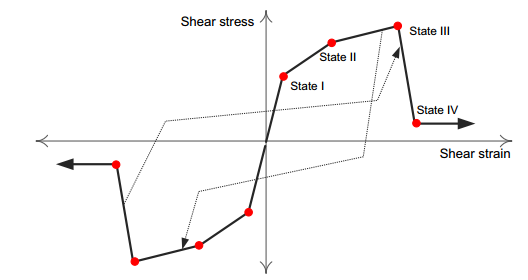 Shear stress
State III
State II
State I
State IV
Shear strain